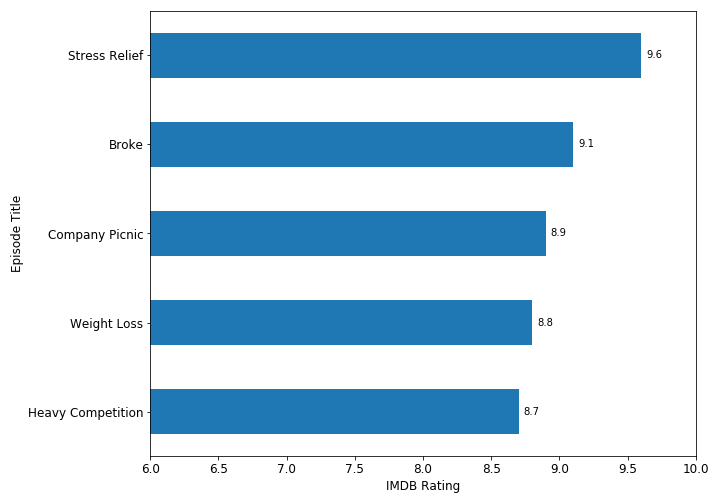 Stress Relief 9.6
Broke 9.1
Company Picnic 8.9
Weight Loss 8.8
Heavy Competition 8.7
Episode Title
6.0 6.5 7.0 7.5 8.0 8.5 9.0 9.5 10.0
IMDB Rating